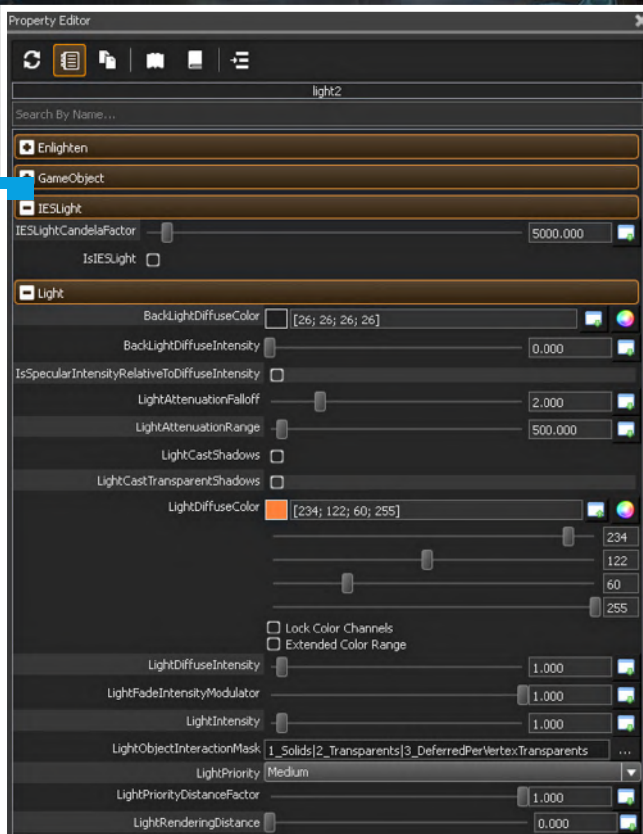 Property Editor
light2
Search By Name...
Enlighten
GameObject
IESLight
IESLightCandelaFactor 5000.000
IsIESLight
Light
BackLightDiffuseColor [26; 26; 26; 26]
BackLightDiffuseIntensity 0.000
IsSpecularIntensityRelativeToDiffuseIntensity
LightAttenuationFalloff 2.000
LightAttenuationRange 500.000
LightCastShadows
LightCastTransparentShadows
LightDiffuseColor [234; 122; 60; 255]
234
122
60
255
Lock Color Channels
Extended Color Range
LightDiffuseIntensity 1.000
LightFadeIntensityModulator 1.000
LightIntensity 1.000
LightObjectInteractionMask 1_Solids|2_Transparents|3_DeferredPerVertexTransparents ...
LightPriority Medium
LightPriorityDistanceFactor 1.000
LightRenderingDistance 0.000